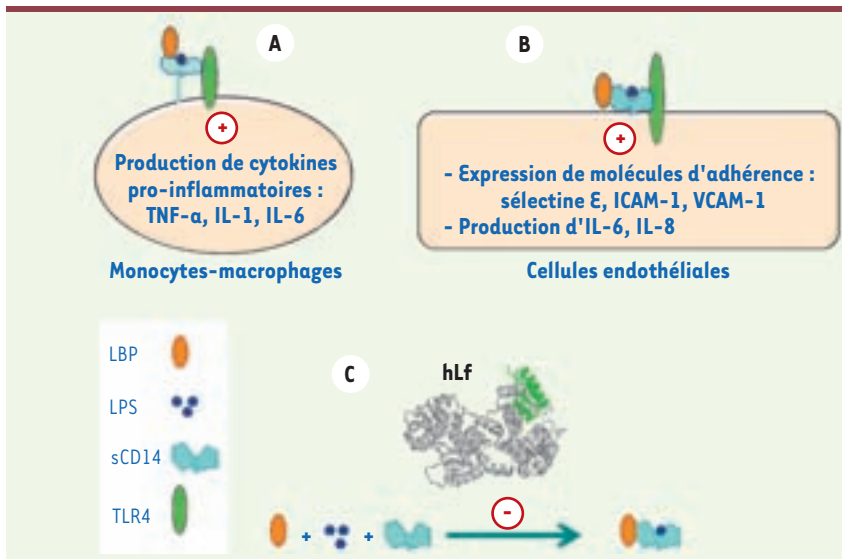 A
B
+
+
Production de cytokines
pro-inflammatoires :
TNF-α, IL-1, IL-6
- Expression de molécules d'adhérence :
sélectine E, ICAM-1, VCAM-1
- Production d'IL-6, IL-8
Monocytes-macrophages
Cellules endothéliales
LBP
LPS
sCD14
TLR4
C
hLf
-
+ +